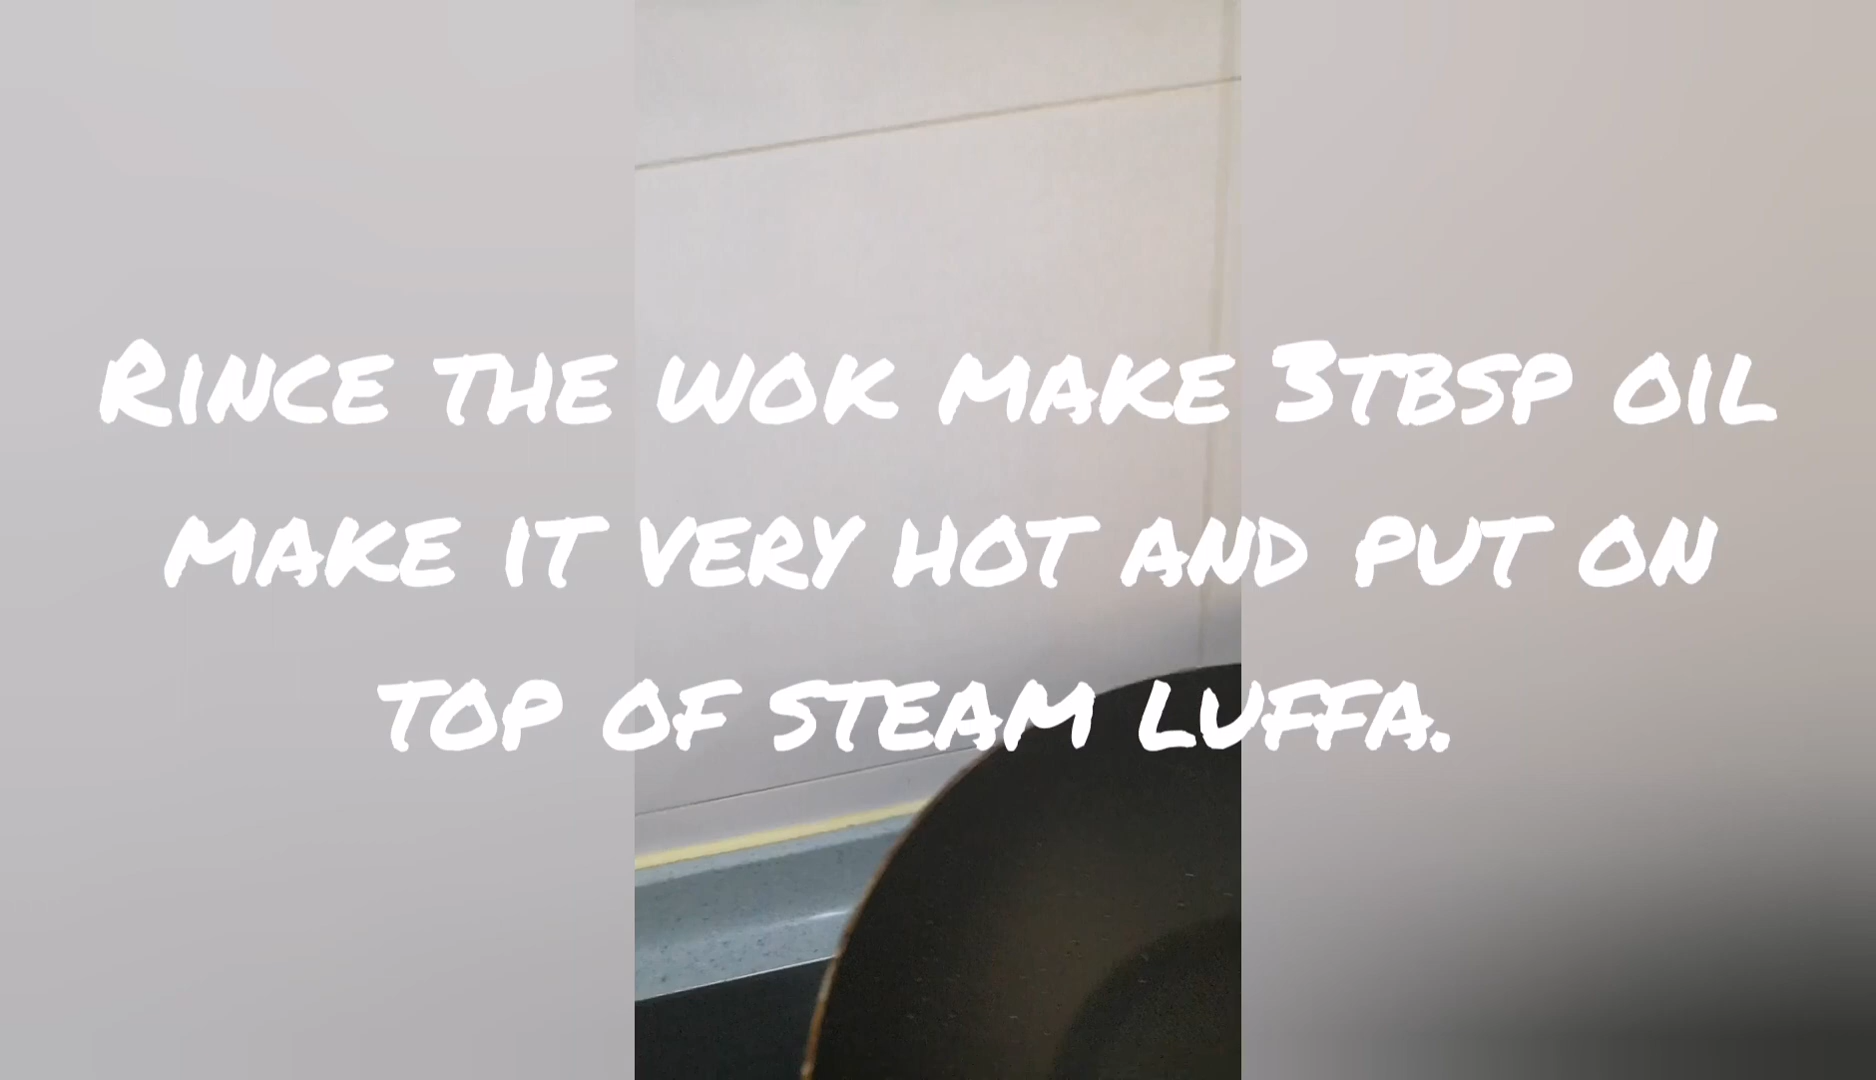 Rince the wok make 3tbsp oil
make it very hot and put on
top of steam luffa.